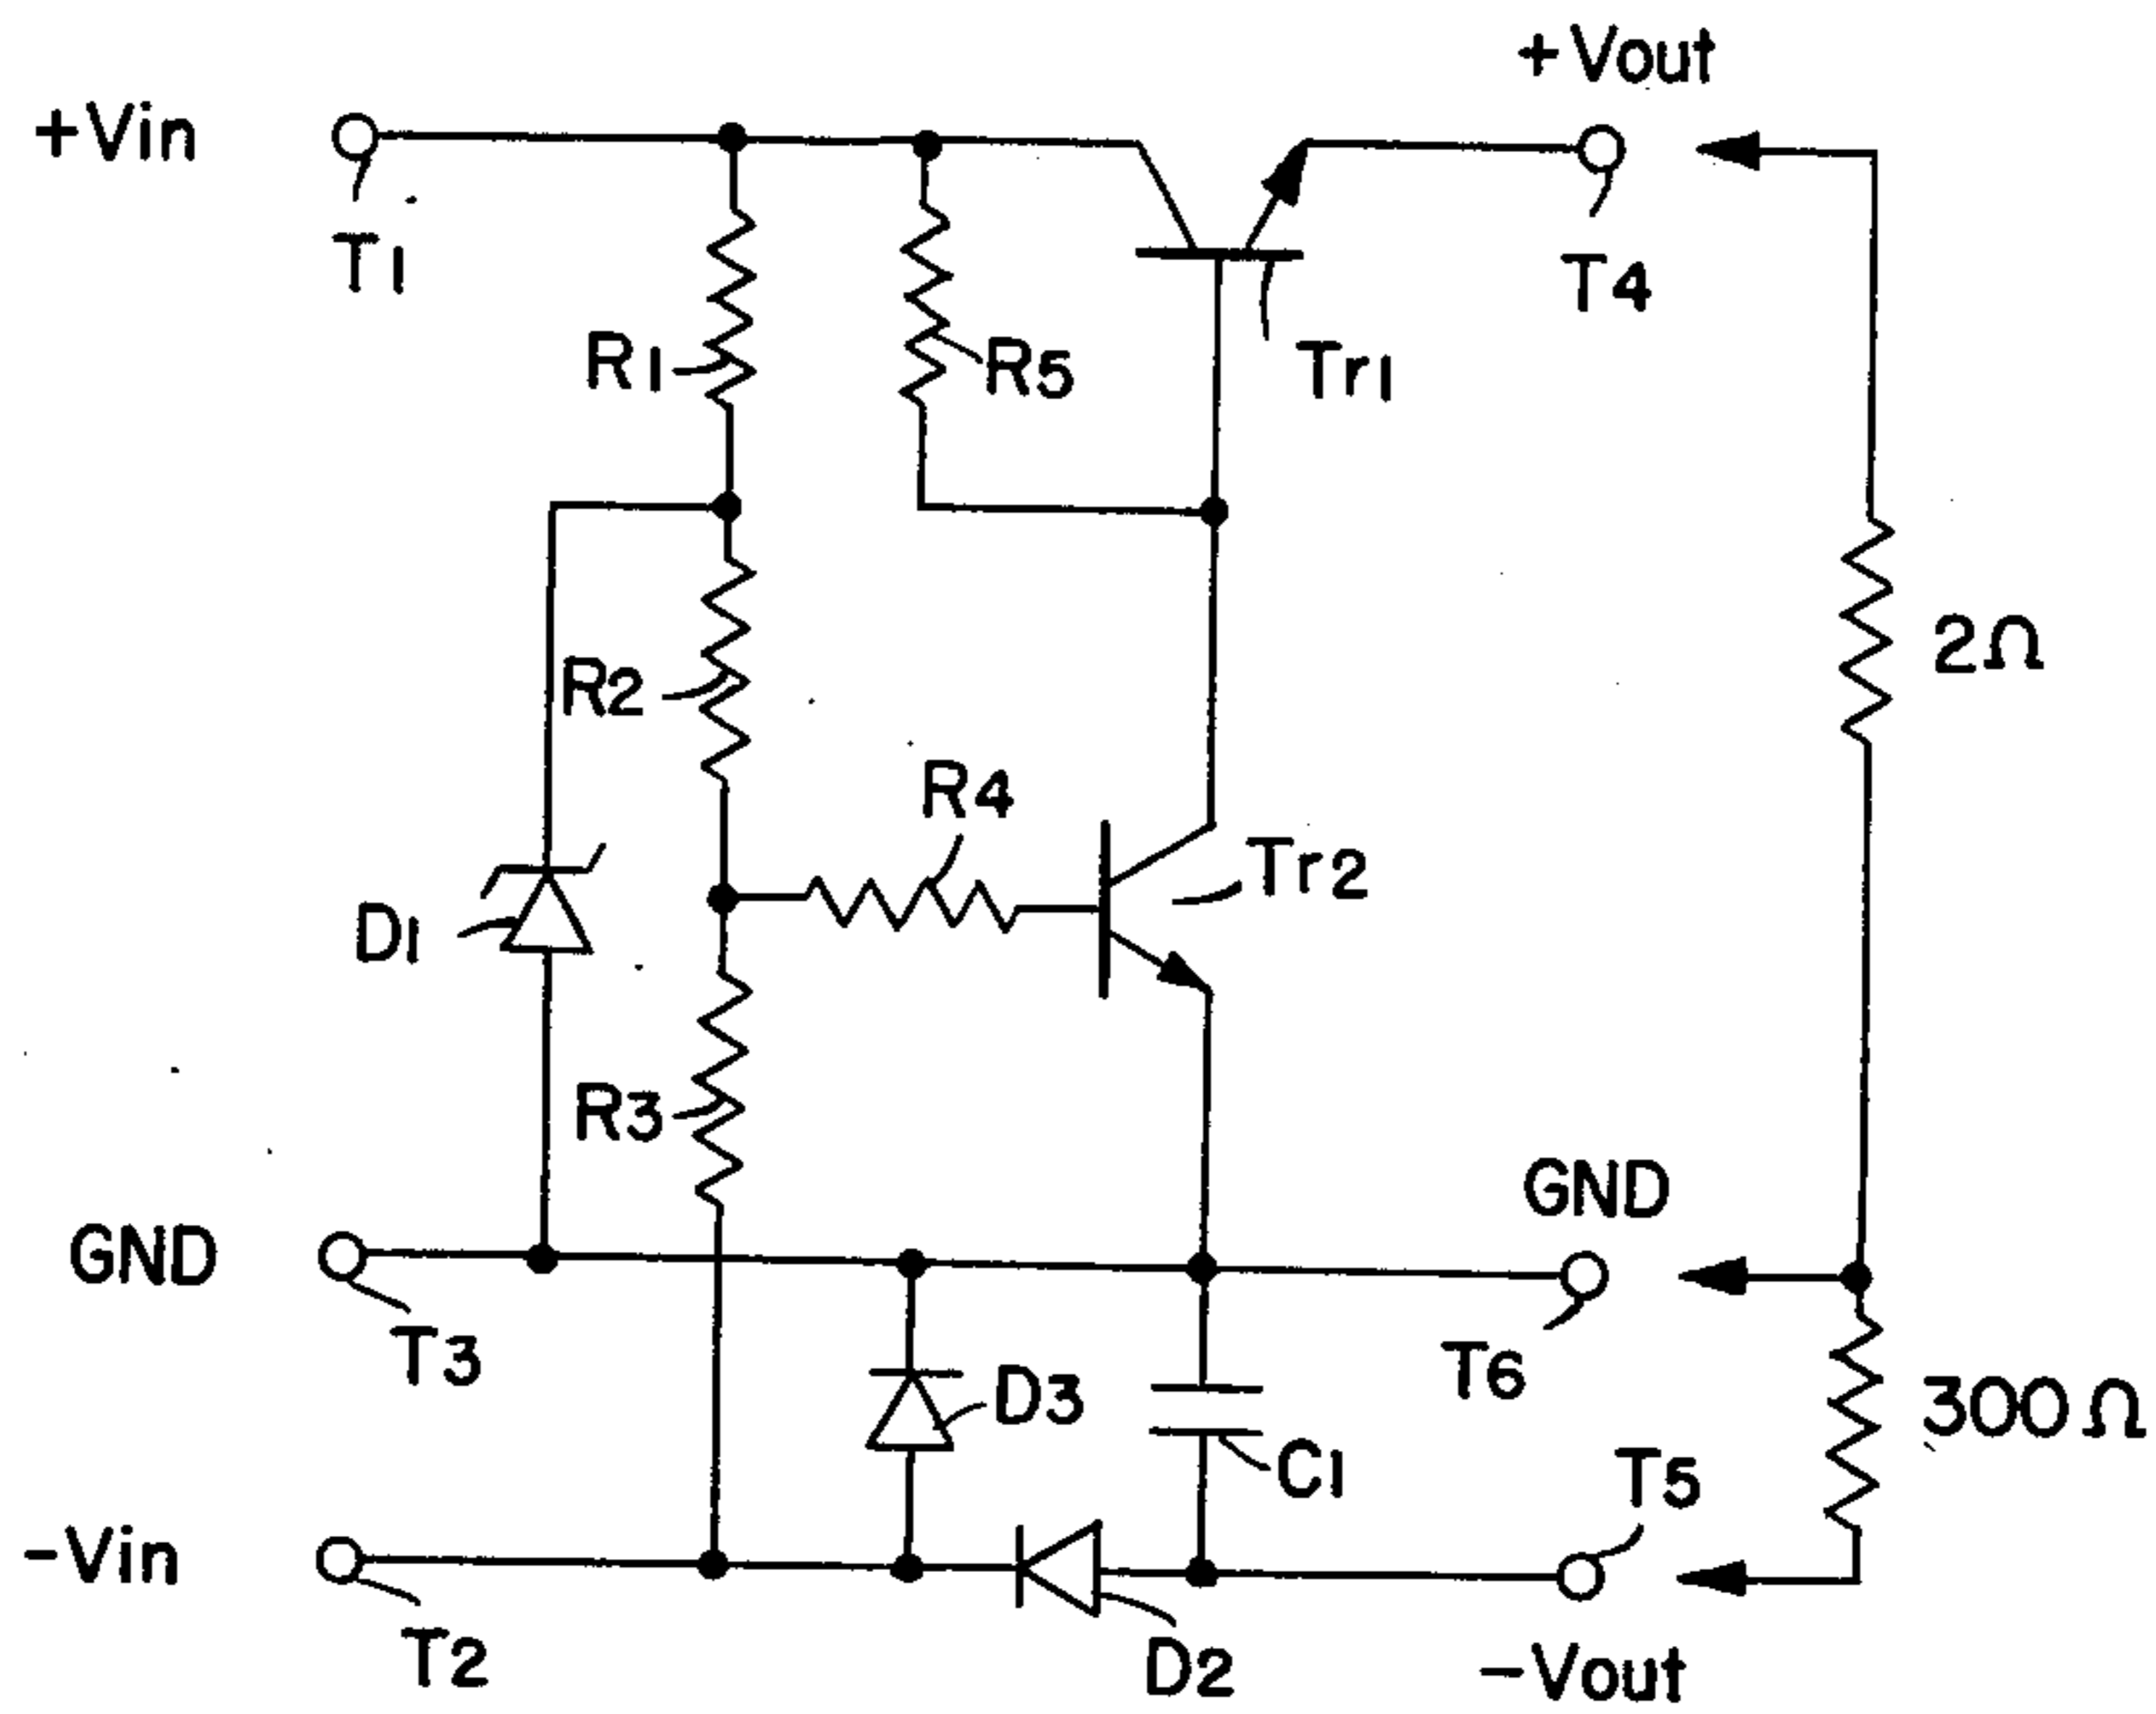 +Vout
+Vin
T1
T4
R1
R5
Tr1
2Ω
R2
R4
Tr2
D1
R3
GND
GND
T3
T6
D3
300Ω
C1
T5
-Vin
T2
D2
-Vout